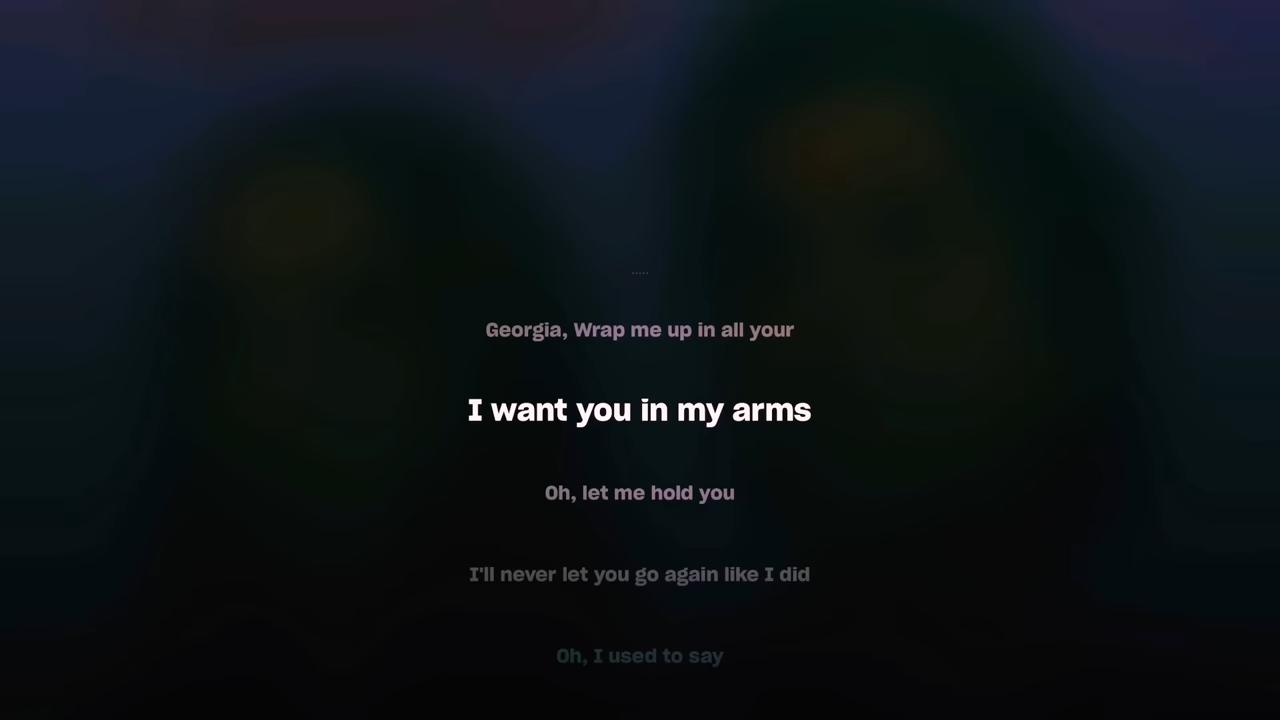 .....
Georgia, Wrap me up in all your
I want you in my arms
Oh, let me hold you
I'll never let you go again like I did
Oh, I used to say